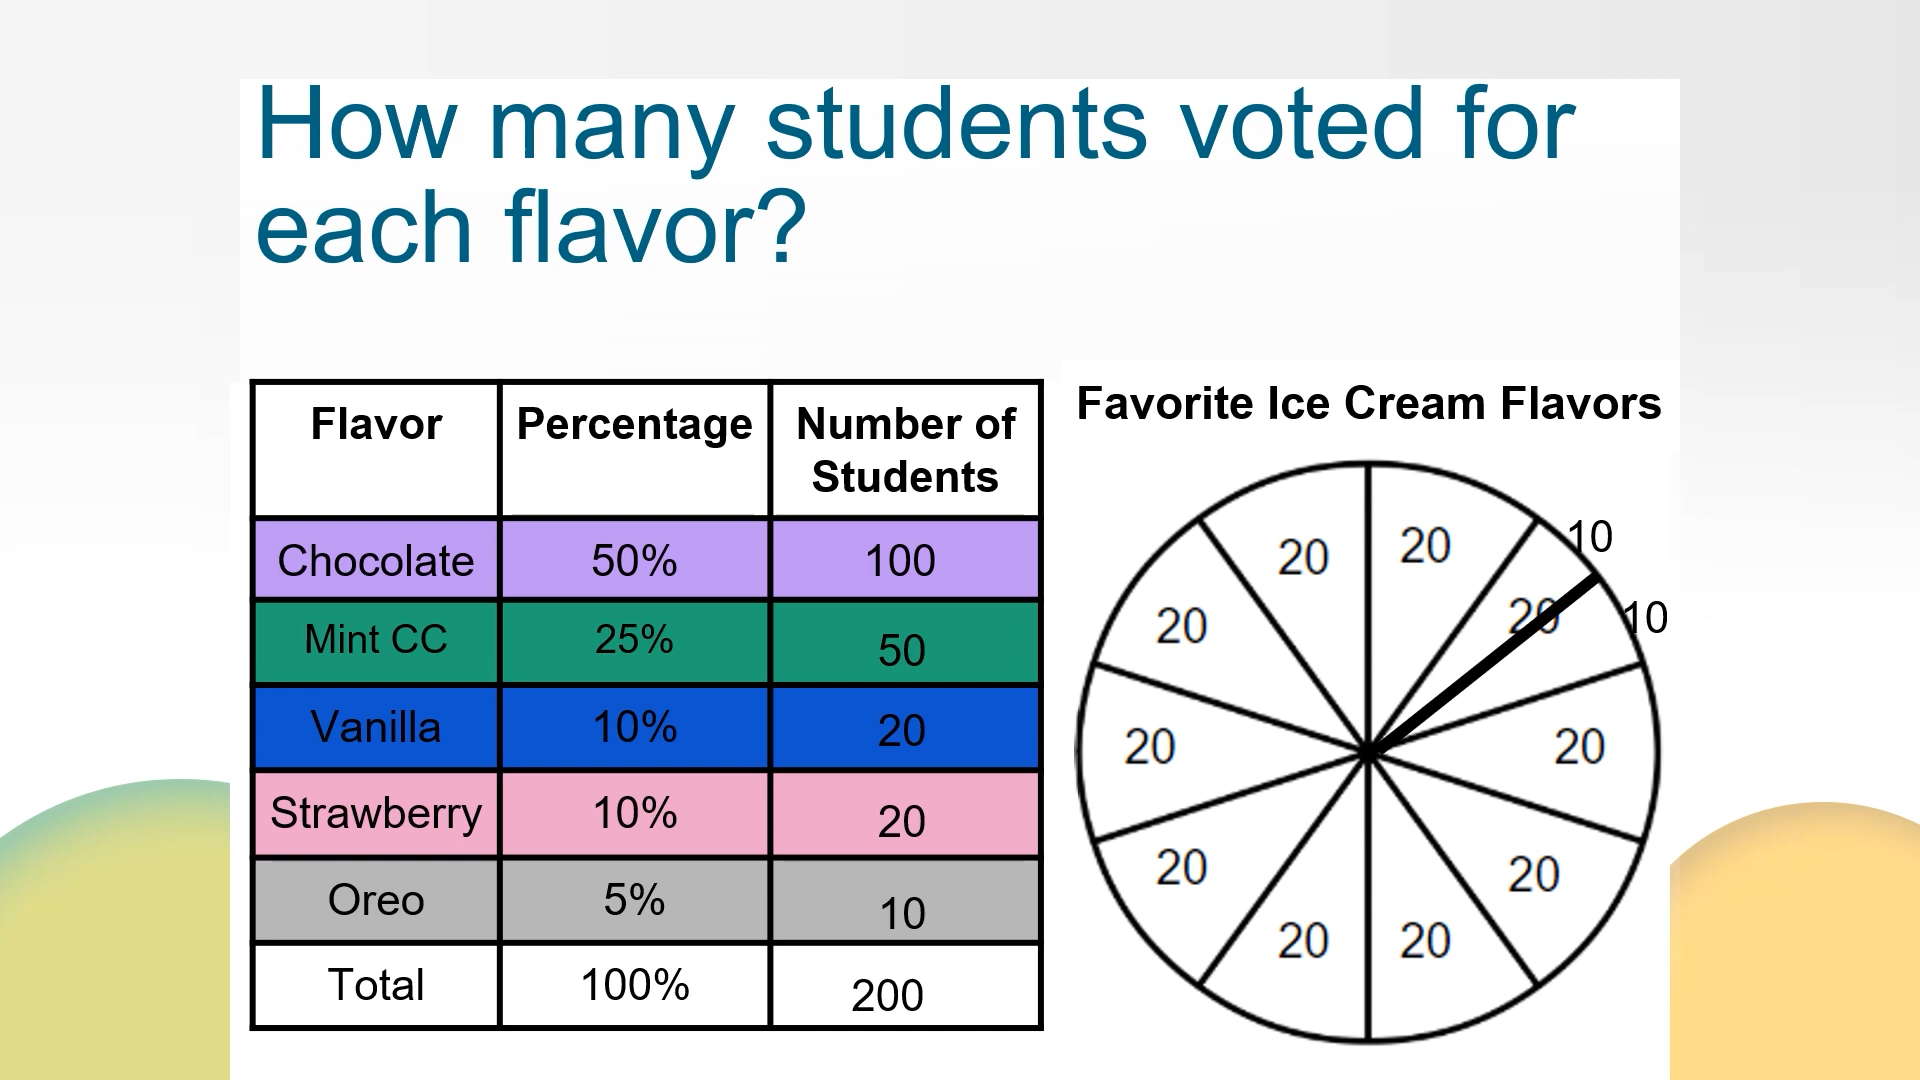 How many students voted for
each flavor?
Flavor Percentage Number of
Students
Chocolate 50% 100
Mint CC 25% 50
Vanilla 10% 20
Strawberry 10% 20
Oreo 5% 10
Total 100% 200
Favorite Ice Cream Flavors
20 20 10
20 20 10
20 20
20 20
20 20